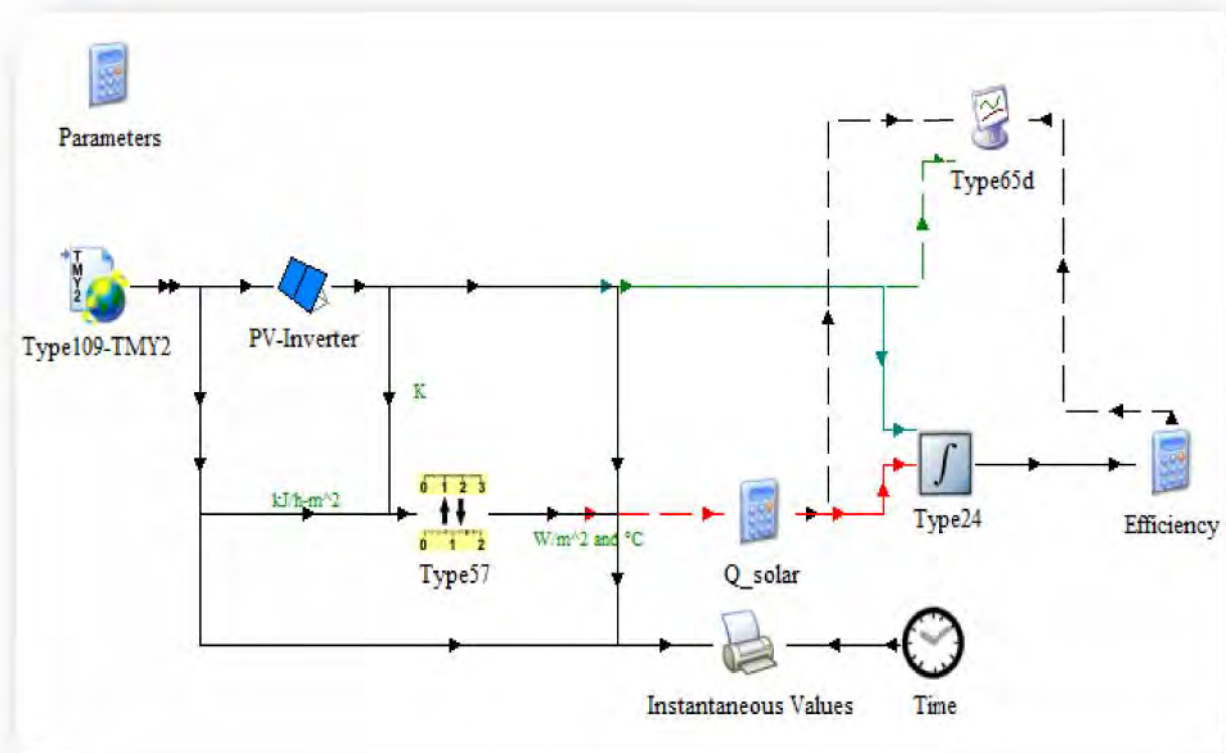 Parameters
Type65d
TMY2
Type109-TMY2
PV-Inverter
K
kJ/h-m^2
0 1 2 3
0 1 2
Type57
W/m^2 and °C
Q_solar
∫
Type24
Efficiency
Instantaneous Values
Time